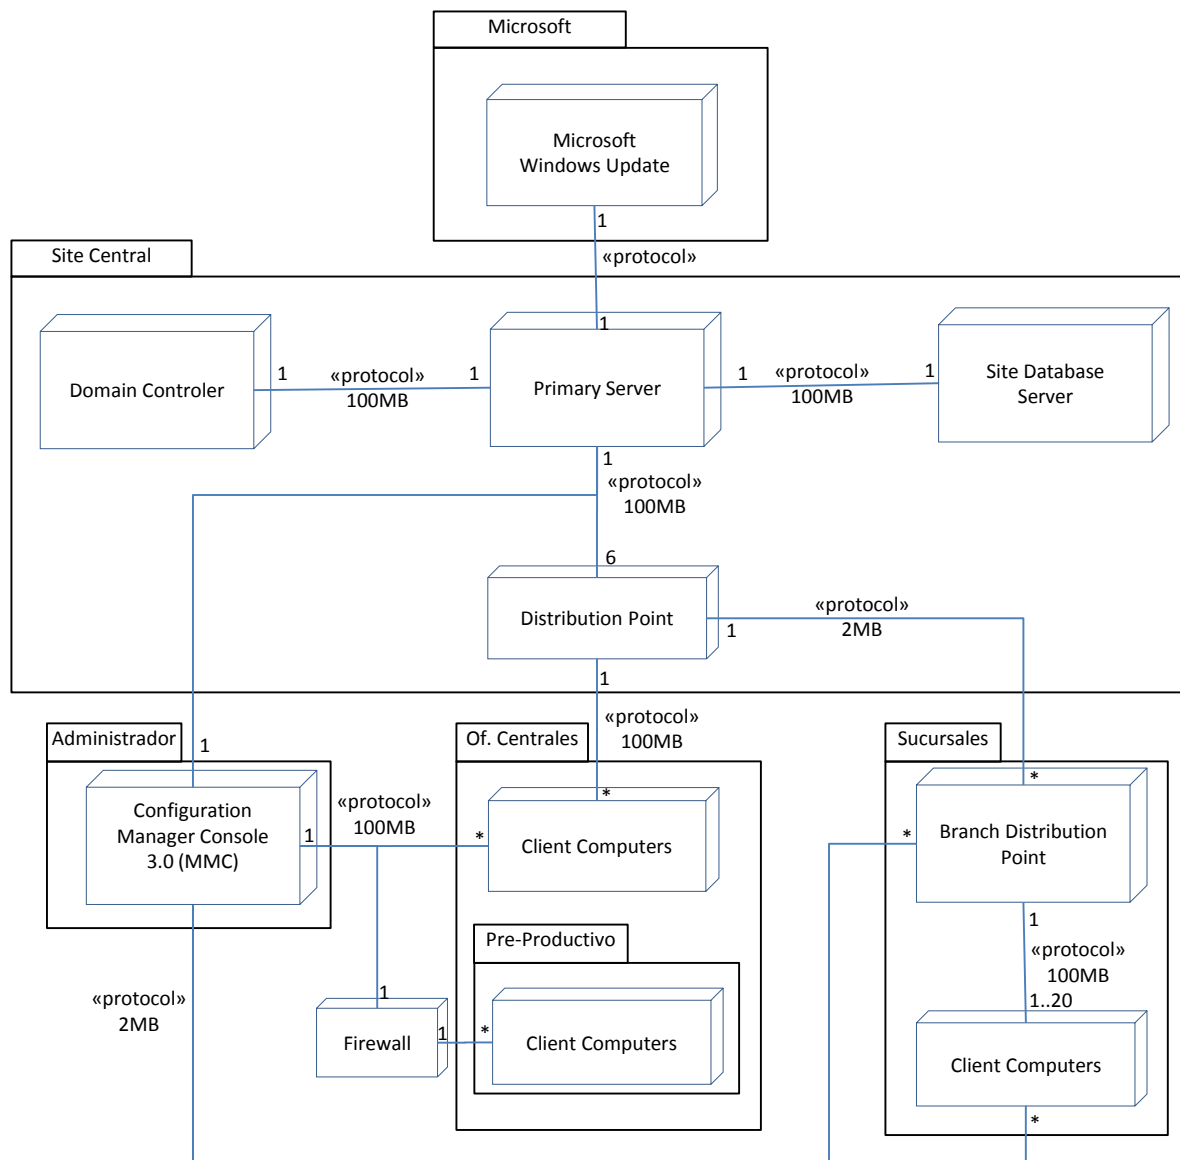 Microsoft
Microsoft
Windows Update
1
«protocol»
Site Central
1
Domain Controler
1
«protocol»
100MB
1
Primary Server
1
«protocol»
100MB
1
Site Database
Server
1
«protocol»
100MB
6
Distribution Point
1
«protocol»
2MB
1
«protocol»
100MB
Administrador
1
Of. Centrales
Sucursales
Configuration
Manager Console
3.0 (MMC)
1
«protocol»
100MB
*
*
Client Computers
*
*
Branch Distribution
Point
1
«protocol»
100MB
1..20
Pre-Productivo
«protocol»
2MB
1
Firewall
1
*
Client Computers
Client Computers
*